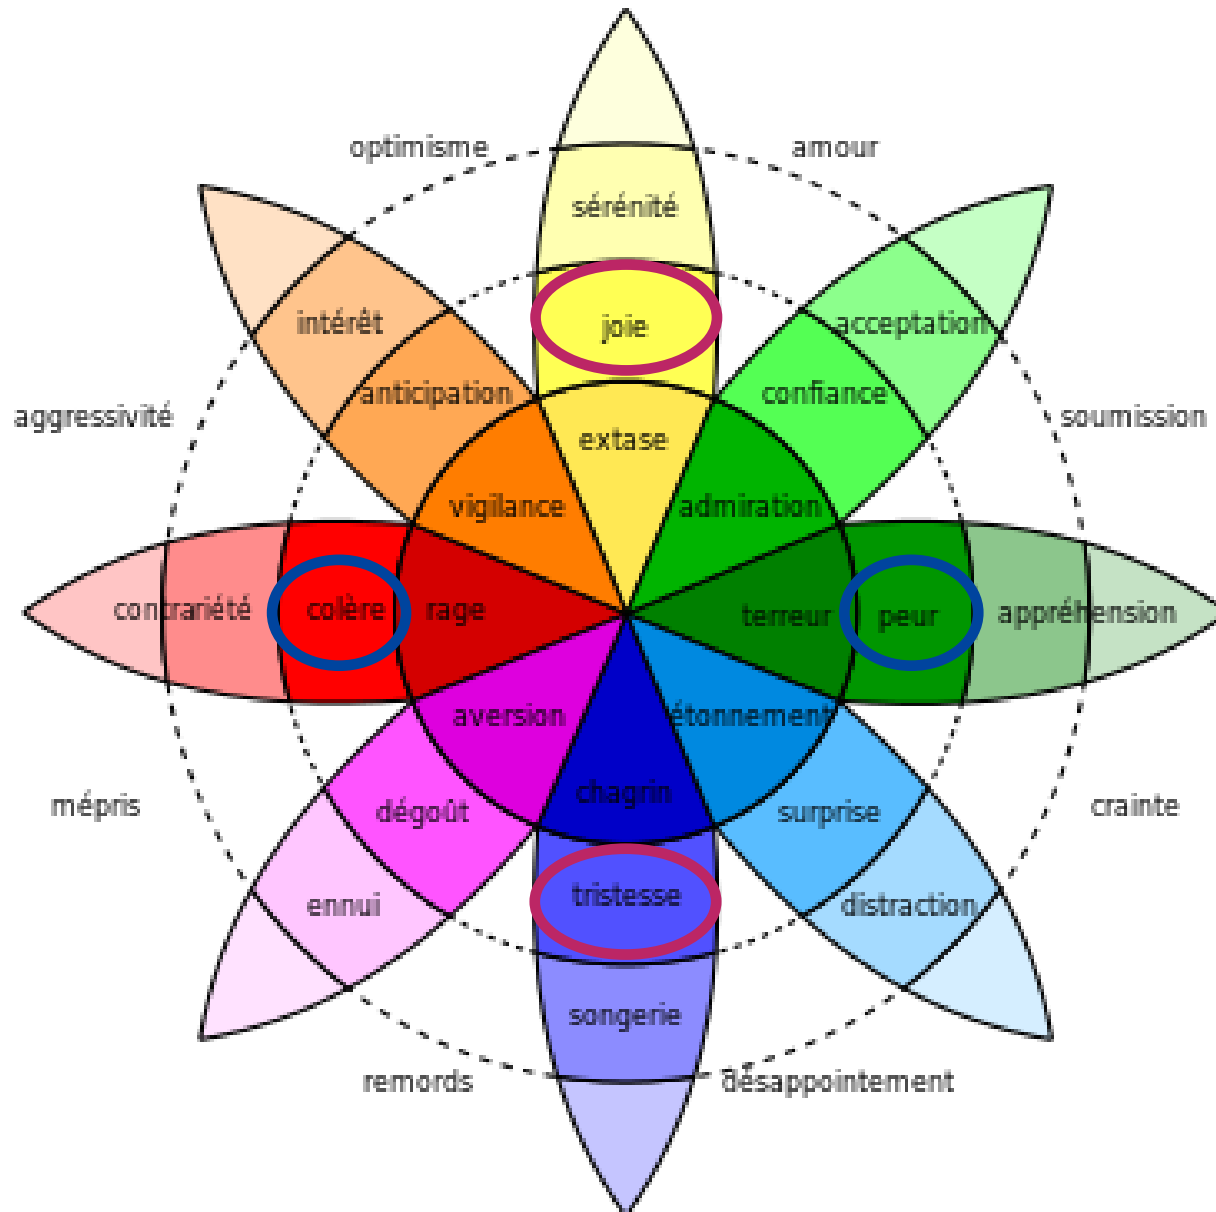 optimisme
amour
sérénité
intérêt
joie
acceptation
anticipation
confiance
aggressivité
soumission
extase
vigilance
admiration
contrariété
colère
rage
terreur
peur
appréhension
aversion
étonnement
chagrin
mépris
dégoût
surprise
crainte
tristesse
ennui
distraction
songerie
remords
désappointement